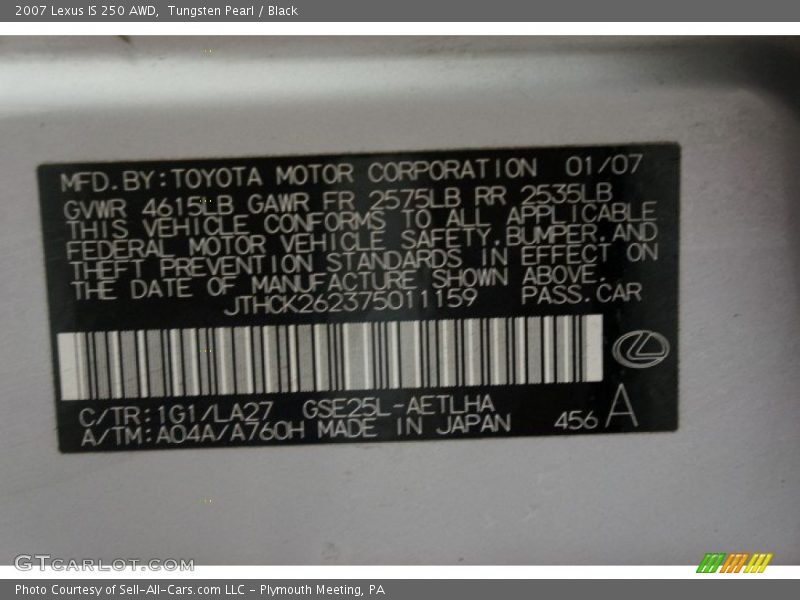 2007 Lexus IS 250 AWD, Tungsten Pearl / Black
MFD.BY:TOYOTA MOTOR CORPORATION 01/07
GVWR 4615LB GAWR FR 2575LB RR 2535LB
THIS VEHICLE CONFORMS TO ALL APPLICABLE
FEDERAL MOTOR VEHICLE SAFETY,BUMPER,AND
THEFT PREVENTION STANDARDS IN EFFECT ON
THE DATE OF MANUFACTURE SHOWN ABOVE.
JTHCK262375011159 PASS.CAR
C/TR:1G1/LA27 GSE25L-AETLHA
A/TM:A04A/A760H MADE IN JAPAN 456 A
GTCARLOT.COM
Photo Courtesy of Sell-All-Cars.com LLC - Plymouth Meeting, PA